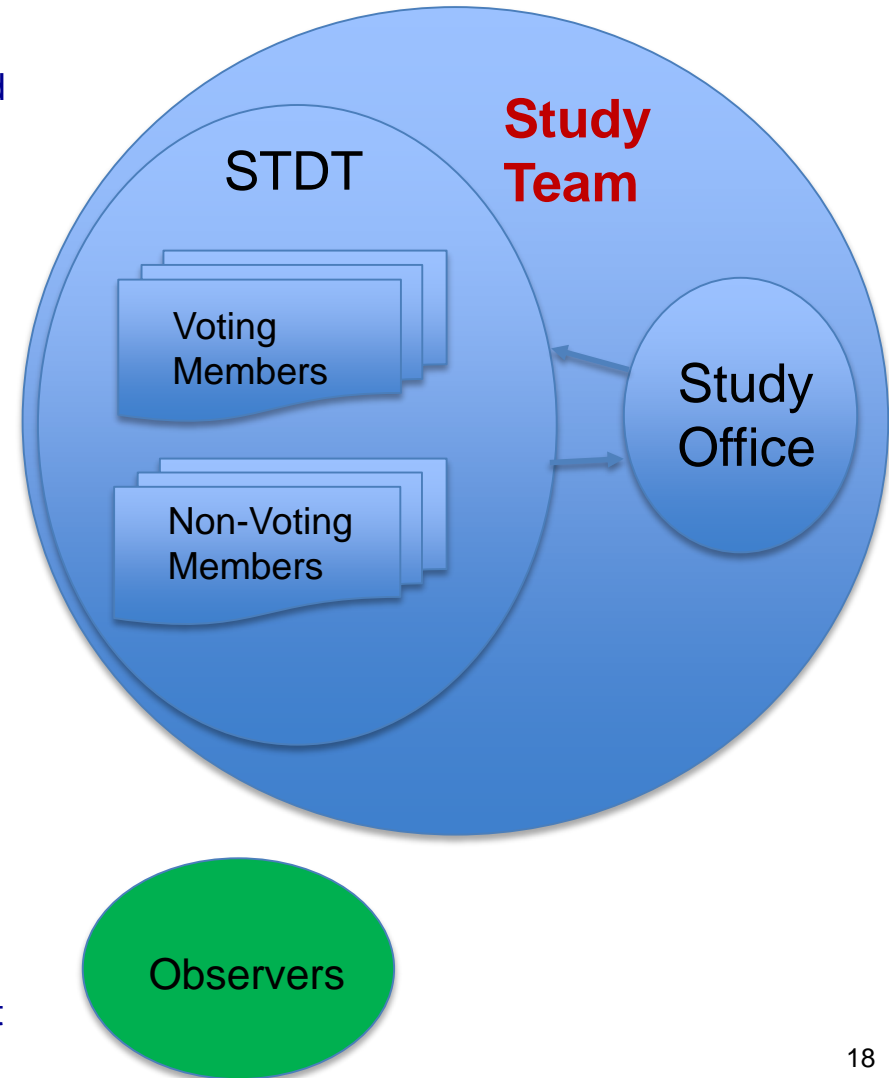 Study
Team
STDT
Voting
Members
Study
Office
Non-Voting
Members
Observers
18